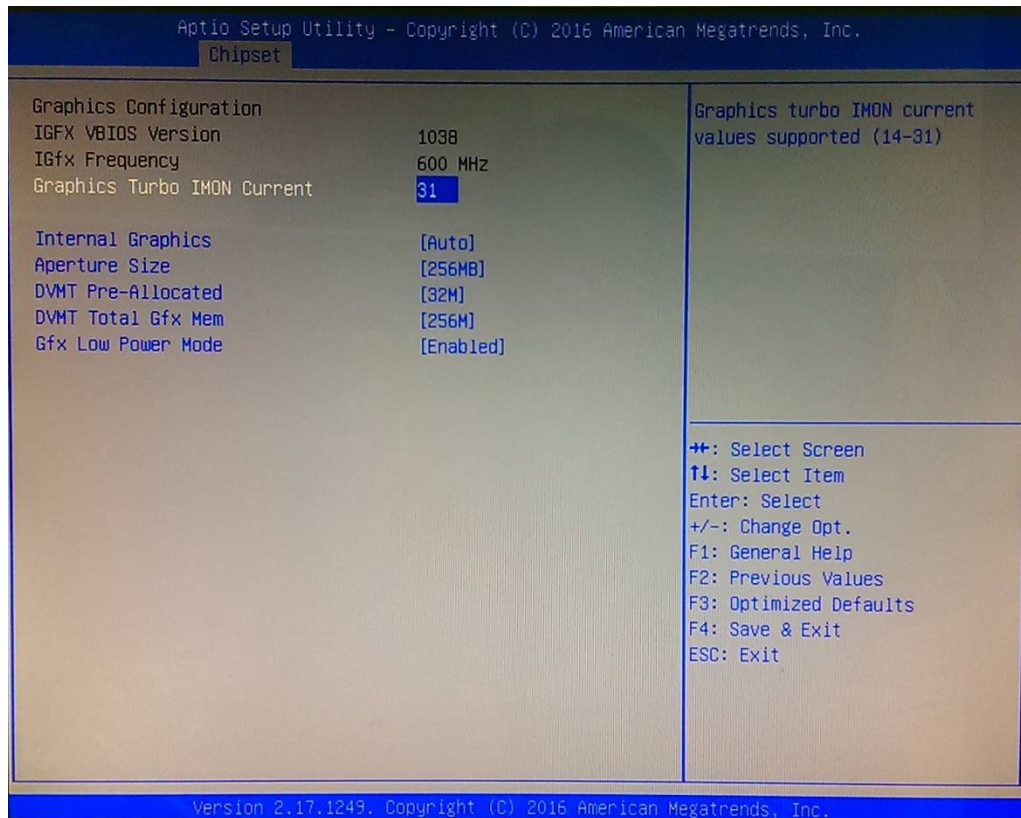 Aptio Setup Utility – Copyright (C) 2016 American Megatrends, Inc.
Chipset
Graphics Configuration
IGFX VBIOS Version 1038
IGfx Frequency 600 MHz
Graphics Turbo IMON Current 31
Internal Graphics [Auto]
Aperture Size [256MB]
DVMT Pre-Allocated [32M]
DVMT Total Gfx Mem [256M]
Gfx Low Power Mode [Enabled]
Graphics turbo IMON current
values supported (14-31)
→←: Select Screen
↑↓: Select Item
Enter: Select
+/-: Change Opt.
F1: General Help
F2: Previous Values
F3: Optimized Defaults
F4: Save & Exit
ESC: Exit
Version 2.17.1249. Copyright (C) 2016 American Megatrends, Inc.